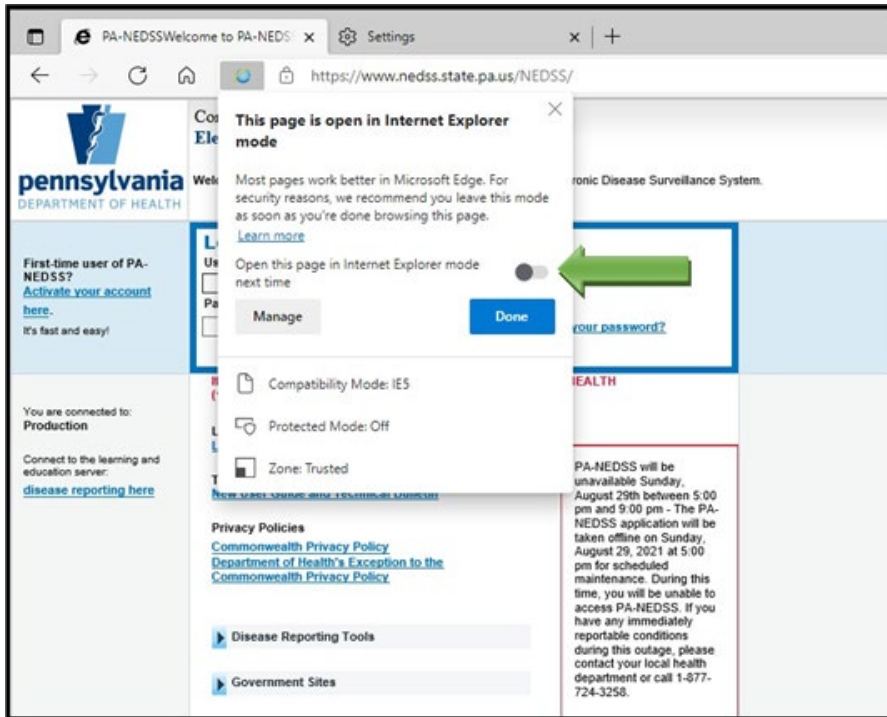 PA-NEDSSWelcome to PA-NEDS
Settings
https://www.nedss.state.pa.us/NEDSS/
pennsylvania
DEPARTMENT OF HEALTH
Ele
ronic Disease Surveillance System.
This page is open in Internet Explorer
mode
Most pages work better in Microsoft Edge. For
security reasons, we recommend you leave this mode
as soon as you're done browsing this page.
Learn more
Open this page in Internet Explorer mode
next time
Manage
Done
Compatibility Mode: IE5
Protected Mode: Off
Zone: Trusted
First-time user of PA-
NEDSS?
Activate your account
here.
It's fast and easy!
your password?
You are connected to:
Production
Connect to the learning and
education server:
disease reporting here
EALTH
New User Guide and Technical Bulletin
Privacy Policies
Commonwealth Privacy Policy
Department of Health's Exception to the
Commonwealth Privacy Policy
Disease Reporting Tools
Government Sites
PA-NEDSS will be
unavailable Sunday,
August 29th between 5:00
pm and 9:00 pm - The PA-
NEDSS application will be
taken offline on Sunday,
August 29, 2021 at 5:00
pm for scheduled
maintenance. During this
time, you will be unable to
access PA-NEDSS. If you
have any immediately
reportable conditions
during this outage, please
contact your local health
department or call 1-877-
724-3258.